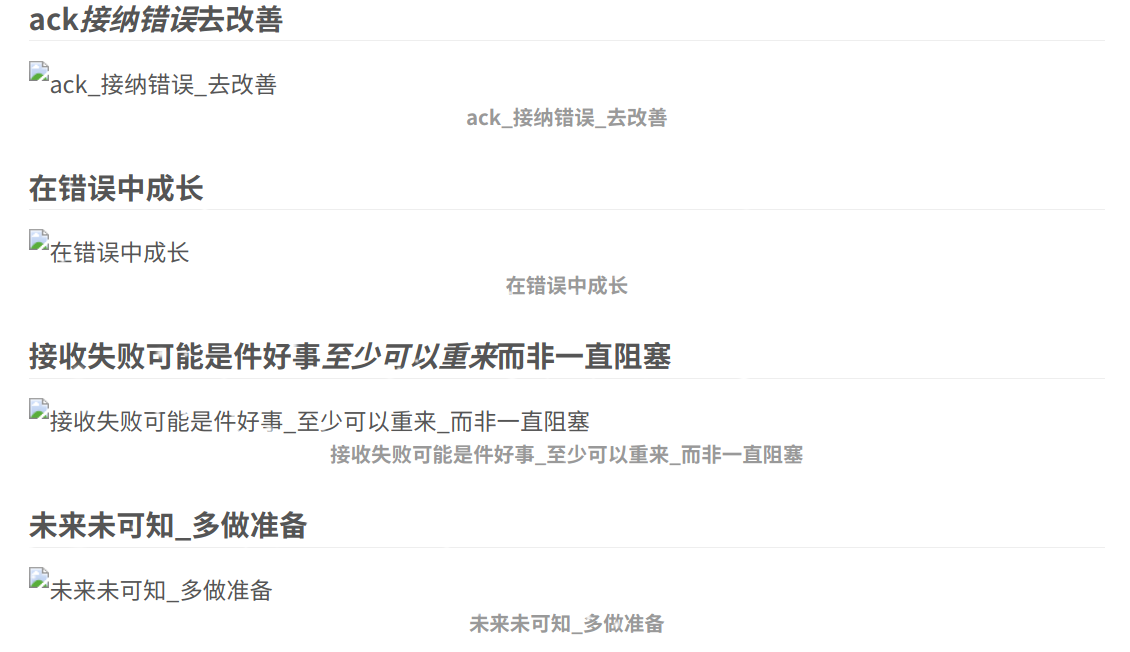 ack接纳错误去改善
ack_接纳错误_去改善
ack_接纳错误_去改善
在错误中成长
在错误中成长
在错误中成长
接收失败可能是件好事至少可以重来而非一直阻塞
接收失败可能是件好事_至少可以重来_而非一直阻塞
接收失败可能是件好事_至少可以重来_而非一直阻塞
未来未可知_多做准备
未来未可知_多做准备
未来未可知_多做准备